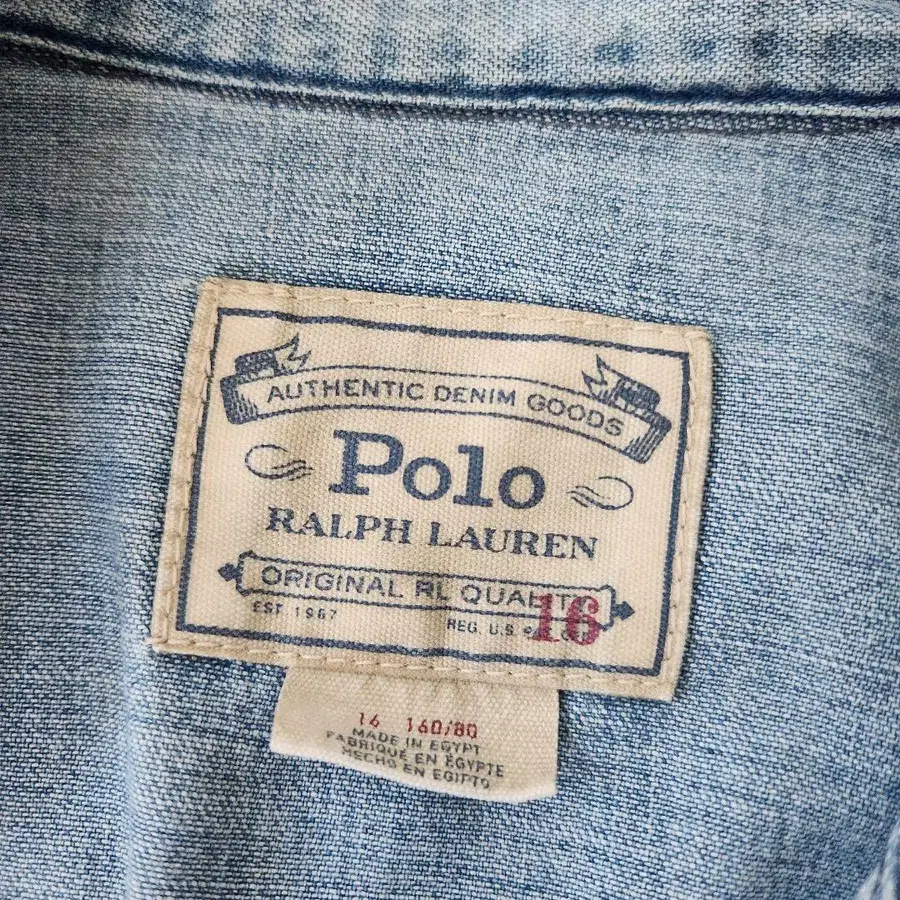 AUTHENTIC DENIM GOODS
Polo
RALPH LAUREN
ORIGINAL RL QUALITY
EST. 1967
REG. U.S.
16
16 160/80
MADE IN EGYPT
FABRIQUÉ EN EGYPTE
HECHO EN EGIPTO